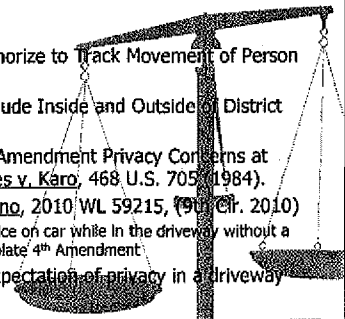 horize to Track Movement of Person
ude Inside and Outside of District
Amendment Privacy Concerns at
es v. Karo, 468 U.S. 705 (1984).
no, 2010 WL 59215, (9th Cir. 2010)
ice on car while in the driveway without a
late 4th Amendment
xpectation of privacy in a driveway